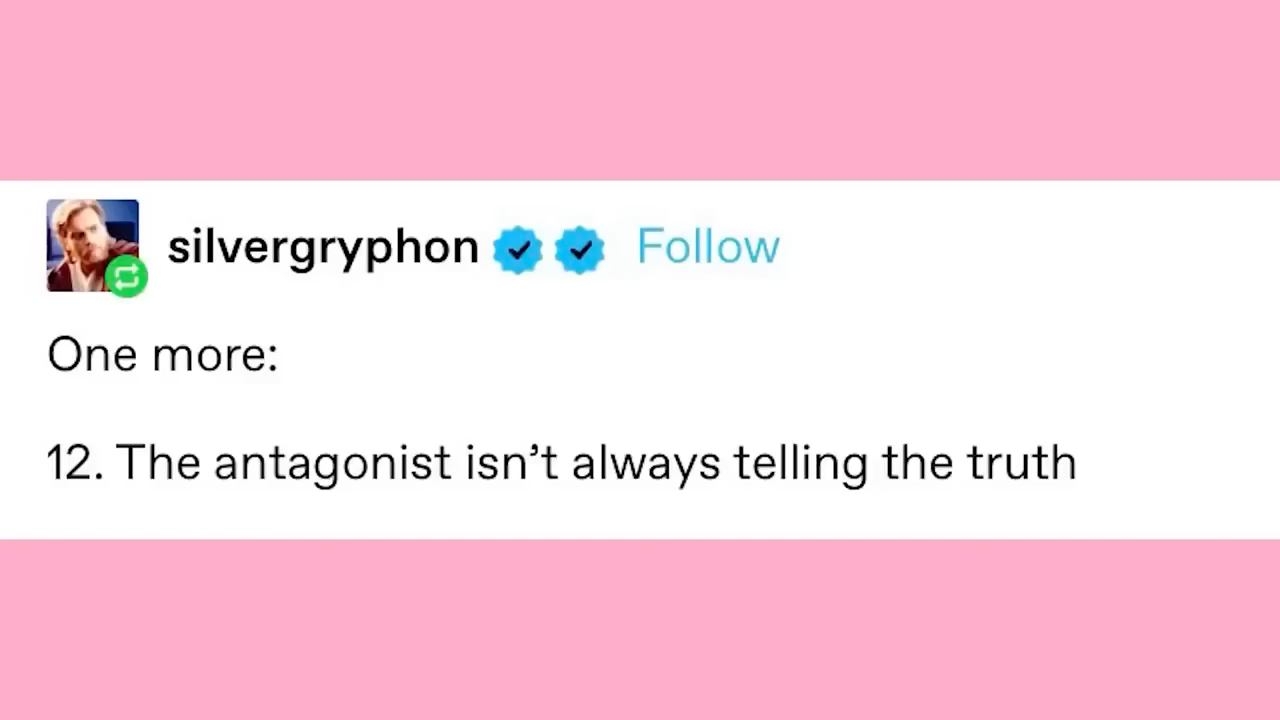 silvergryphon Follow
One more:
12. The antagonist isn’t always telling the truth